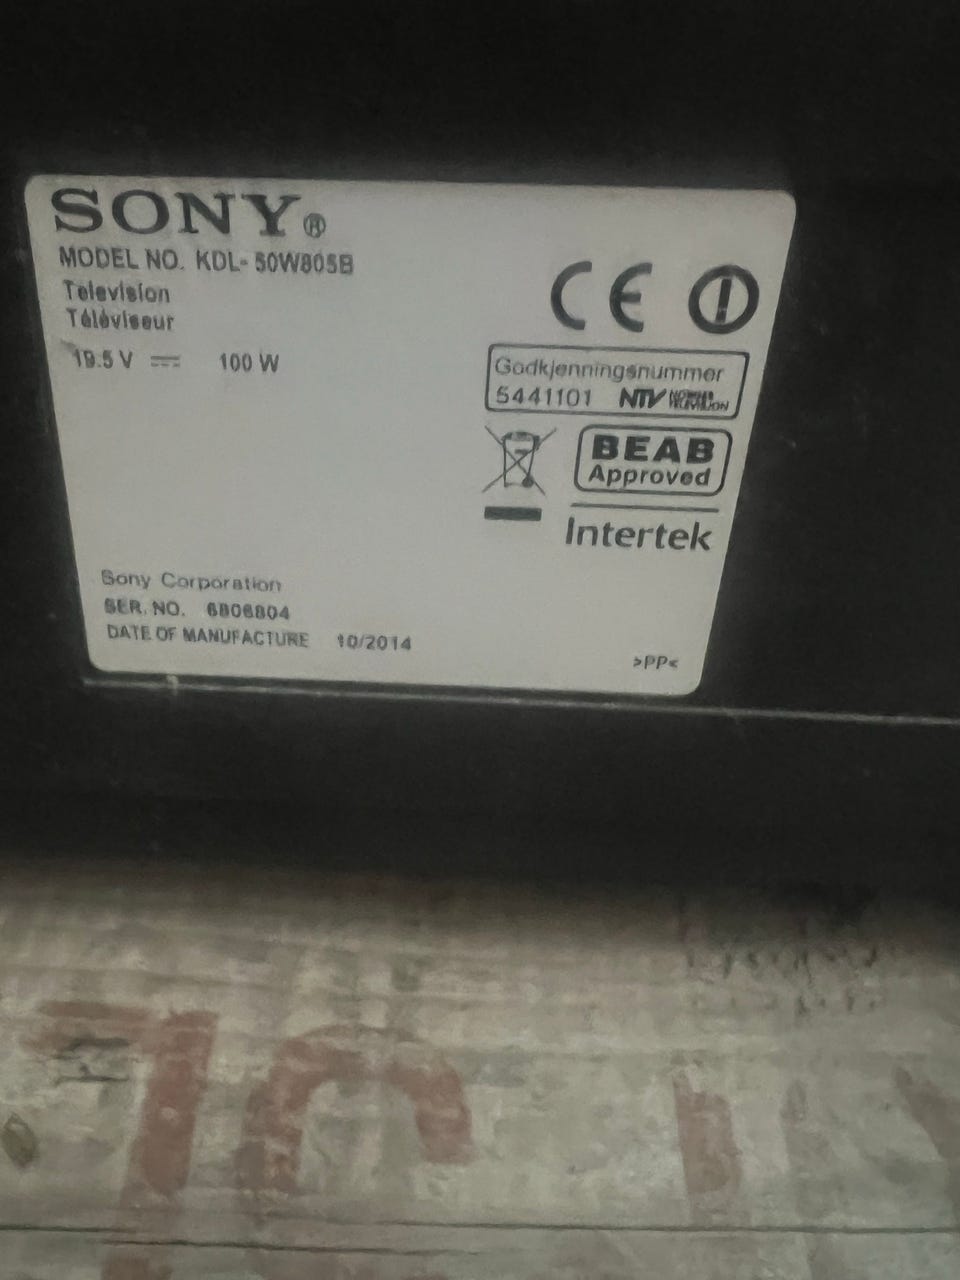 SONY®
MODEL NO. KDL-50W805B
Television
Téléviseur
19.5 V 100 W
CE
Godkjenningsnummer
5441101 NTV
BEAB
Approved
Intertek
Sony Corporation
SER. NO. 6806804
DATE OF MANUFACTURE 10/2014
>PP<